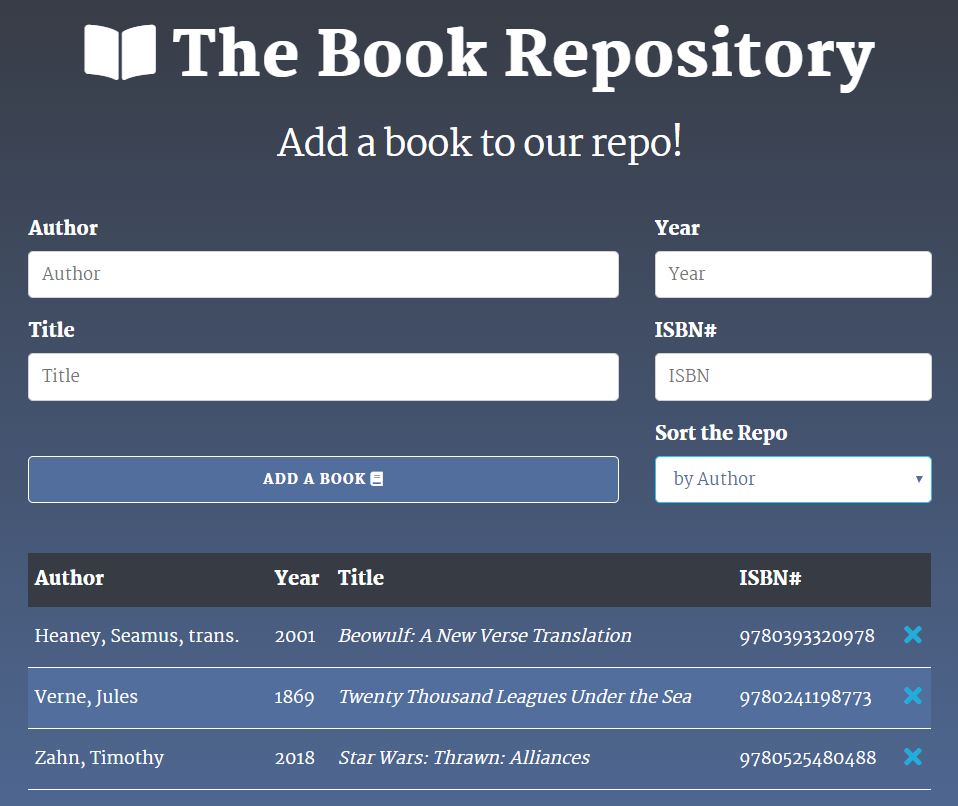 The Book Repository
Add a book to our repo!
Author Year
Author Year
Title ISBN#
Title ISBN
Sort the Repo
ADD A BOOK by Author
Author Year Title ISBN#
Heaney, Seamus, trans. 2001 Beowulf: A New Verse Translation 9780393320978
Verne, Jules 1869 Twenty Thousand Leagues Under the Sea 9780241198773
Zahn, Timothy 2018 Star Wars: Thrawn: Alliances 9780525480488